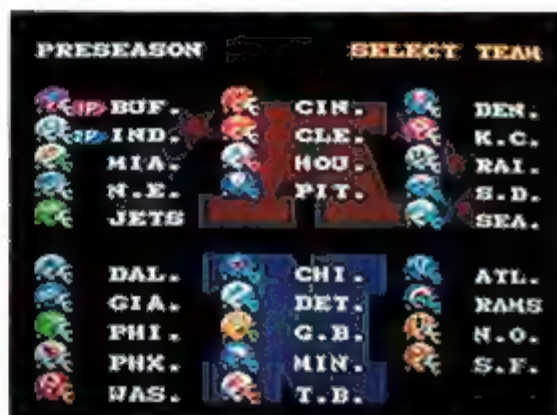 PRESEASON SELECT TEAM
1P BUF. CIN. DEN.
2P IND. CLE. K.C.
MIA. HOU. RAI.
N.E. PIT. S.D.
JETS SEA.
DAL. CHI. ATL.
GIA. DET. RAMS
PHI. G.B. N.O.
PHX. MIN. S.F.
WAS. T.B.